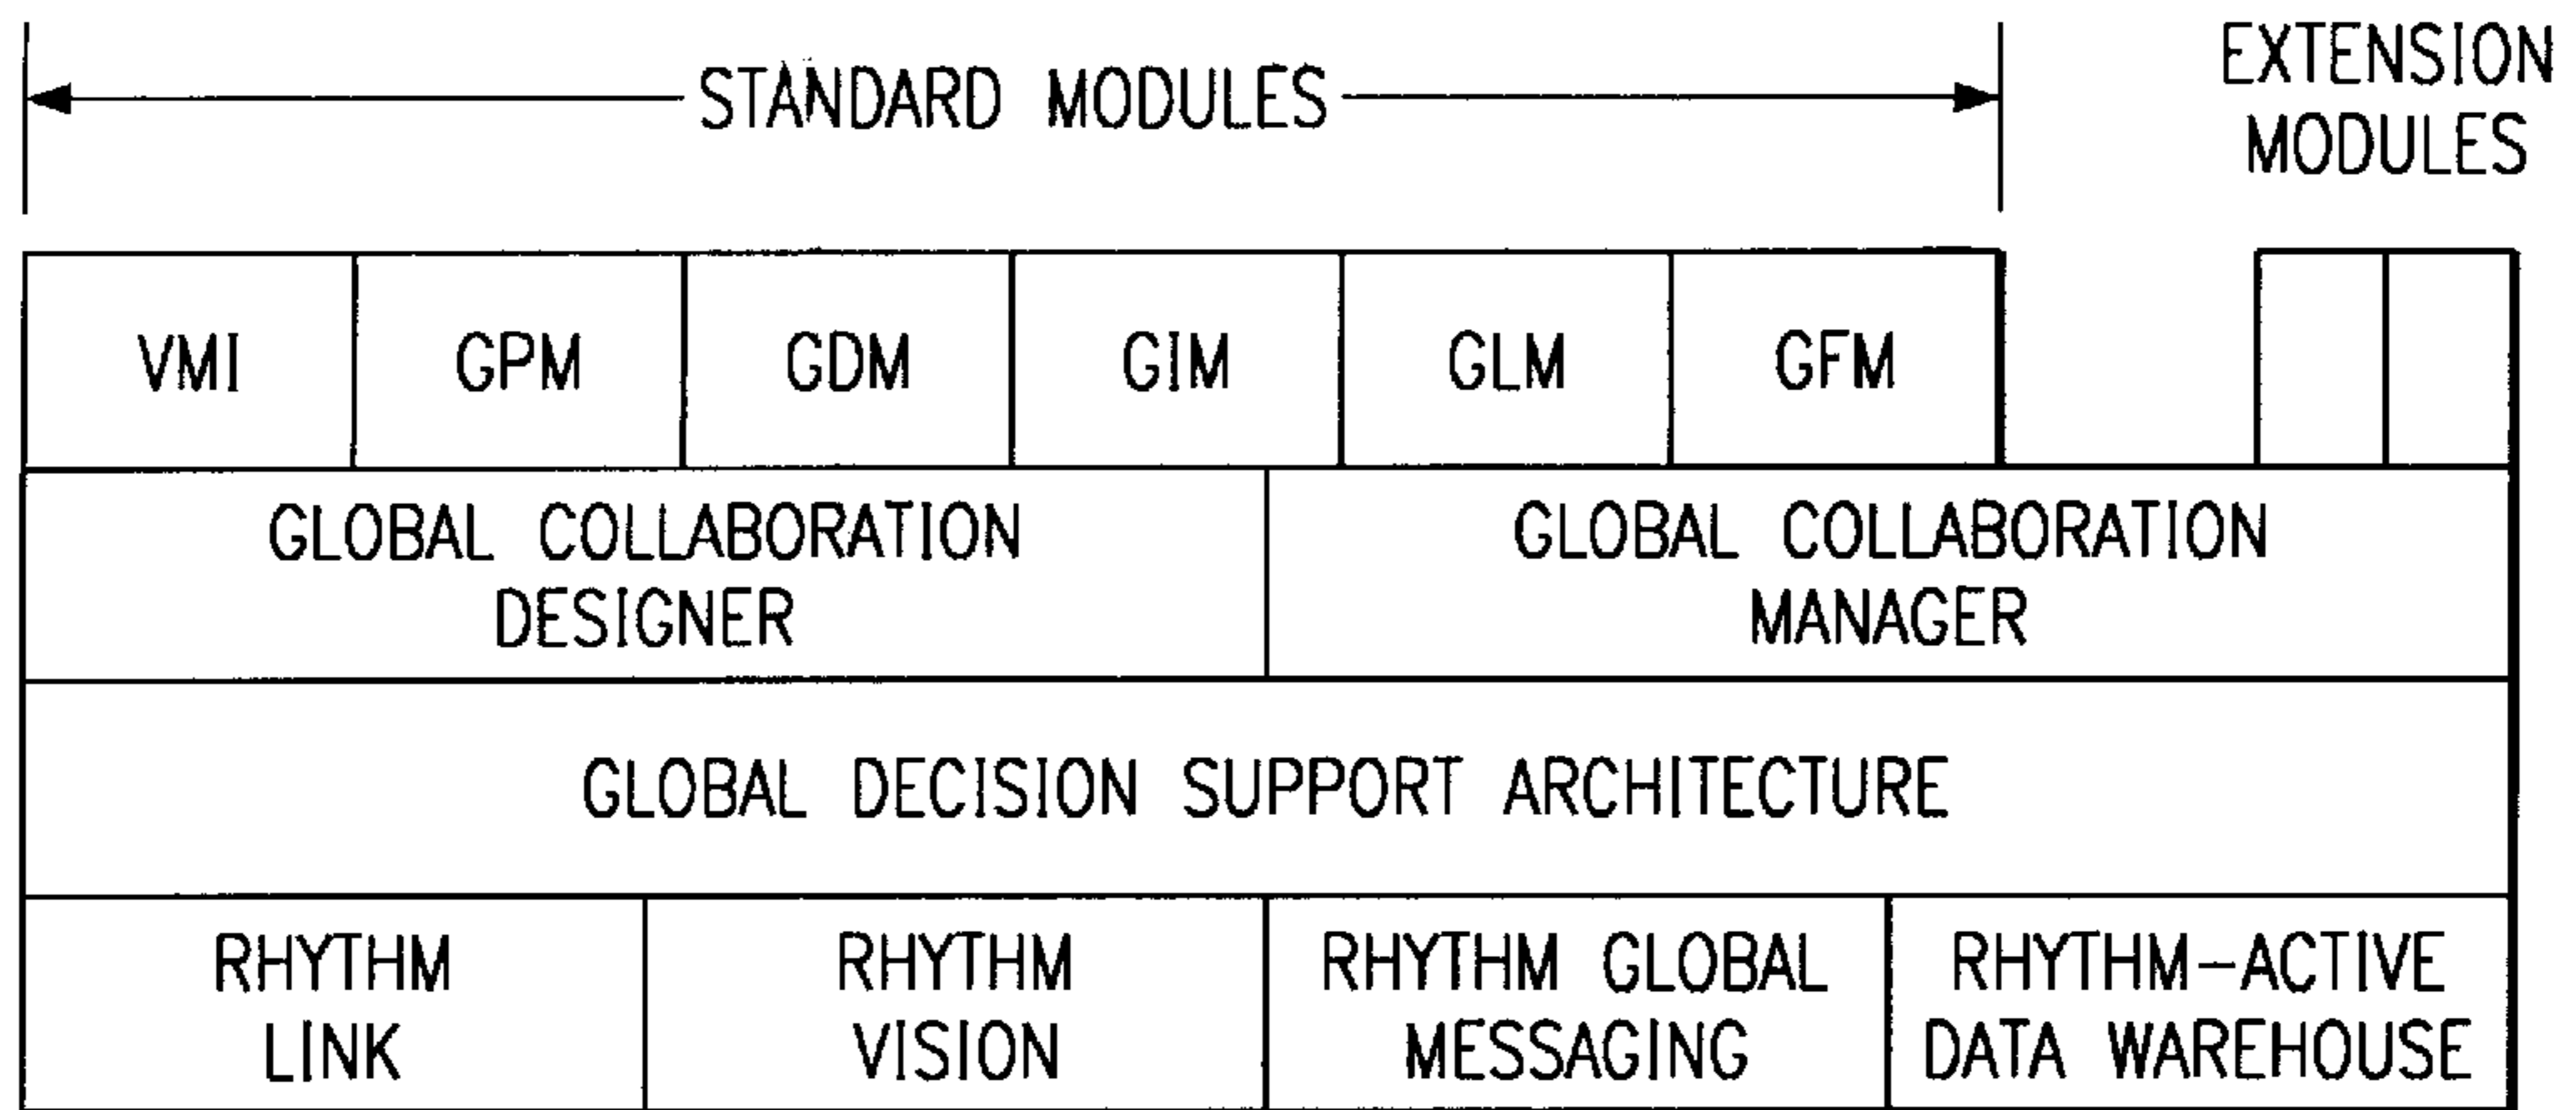 STANDARD MODULES
EXTENSION
MODULES
VMI
GPM
GDM
GIM
GLM
GFM
GLOBAL COLLABORATION
DESIGNER
GLOBAL COLLABORATION
MANAGER
GLOBAL DECISION SUPPORT ARCHITECTURE
RHYTHM
LINK
RHYTHM
VISION
RHYTHM GLOBAL
MESSAGING
RHYTHM-ACTIVE
DATA WAREHOUSE